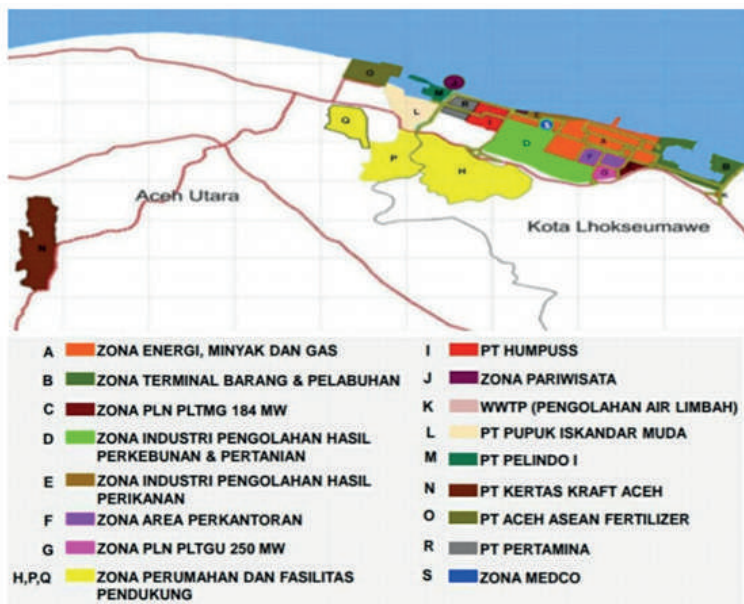 O
J
M
R
L
I
E
S
Q
A
D
P
F
B
H
G
Aceh Utara
Kota Lhokseumawe
N
A ZONA ENERGI, MINYAK DAN GAS
B ZONA TERMINAL BARANG & PELABUHAN
C ZONA PLN PLTMG 184 MW
D ZONA INDUSTRI PENGOLAHAN HASIL
PERKEBUNAN & PERTANIAN
E ZONA INDUSTRI PENGOLAHAN HASIL
PERIKANAN
F ZONA AREA PERKANTORAN
G ZONA PLN PLTGU 250 MW
H,P,Q ZONA PERUMAHAN DAN FASILITAS
PENDUKUNG
I PT HUMPUSS
J ZONA PARIWISATA
K WWTP (PENGOLAHAN AIR LIMBAH)
L PT PUPUK ISKANDAR MUDA
M PT PELINDO I
N PT KERTAS KRAFT ACEH
O PT ACEH ASEAN FERTILIZER
R PT PERTAMINA
S ZONA MEDCO